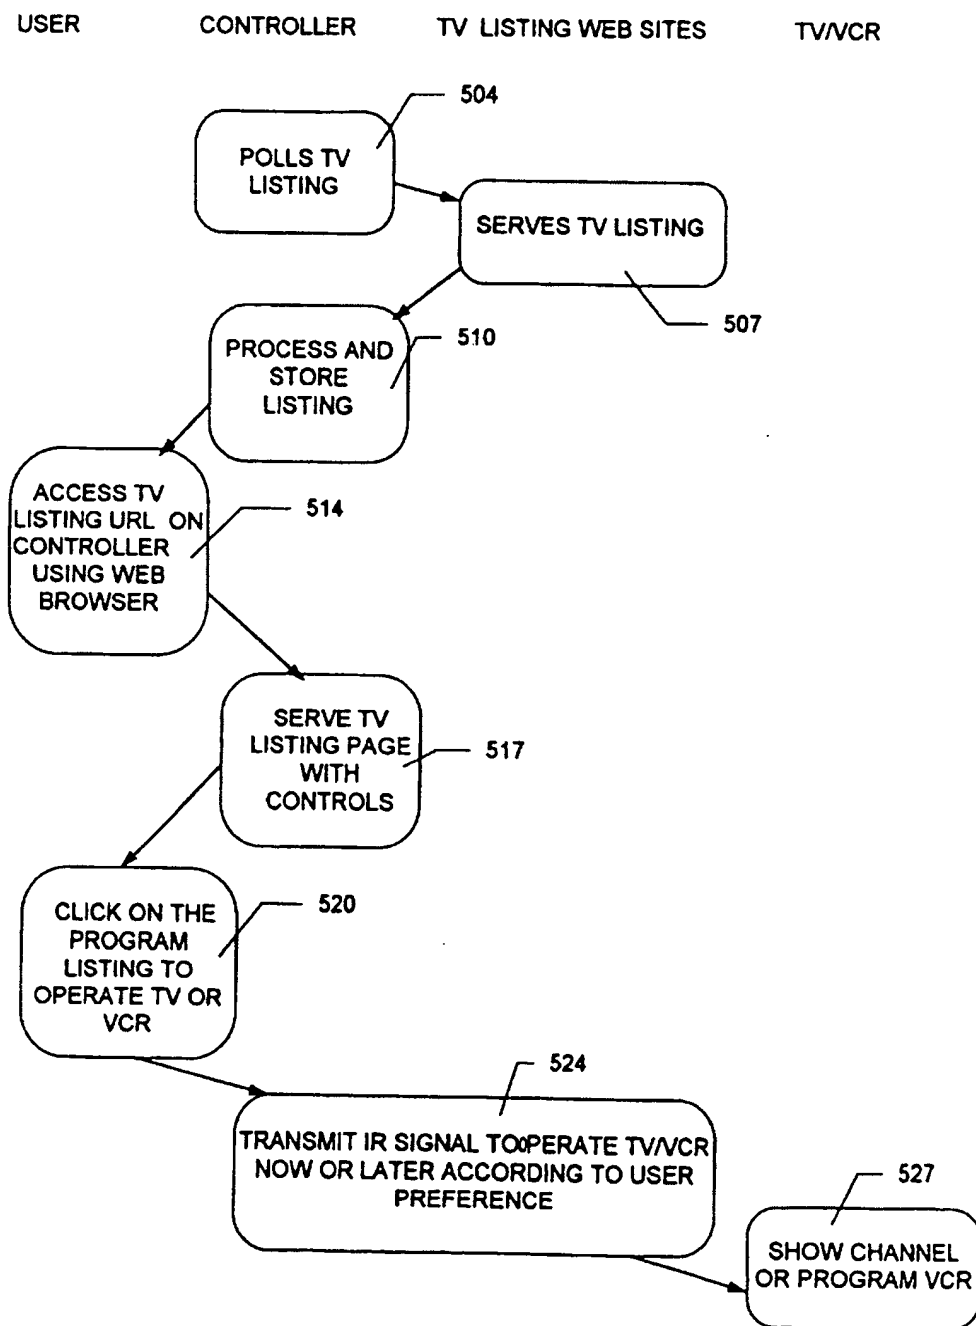 USER CONTROLLER TV LISTING WEB SITES TV/VCR
504
POLLS TV
LISTING
SERVES TV LISTING
507
510
PROCESS AND
STORE
LISTING
ACCESS TV
LISTING URL ON
CONTROLLER
USING WEB
BROWSER
514
SERVE TV
LISTING PAGE
WITH
CONTROLS
517
CLICK ON THE
PROGRAM
LISTING TO
OPERATE TV OR
VCR
520
524
TRANSMIT IR SIGNAL TO OPERATE TV/VCR
NOW OR LATER ACCORDING TO USER
PREFERENCE
527
SHOW CHANNEL
OR PROGRAM VCR